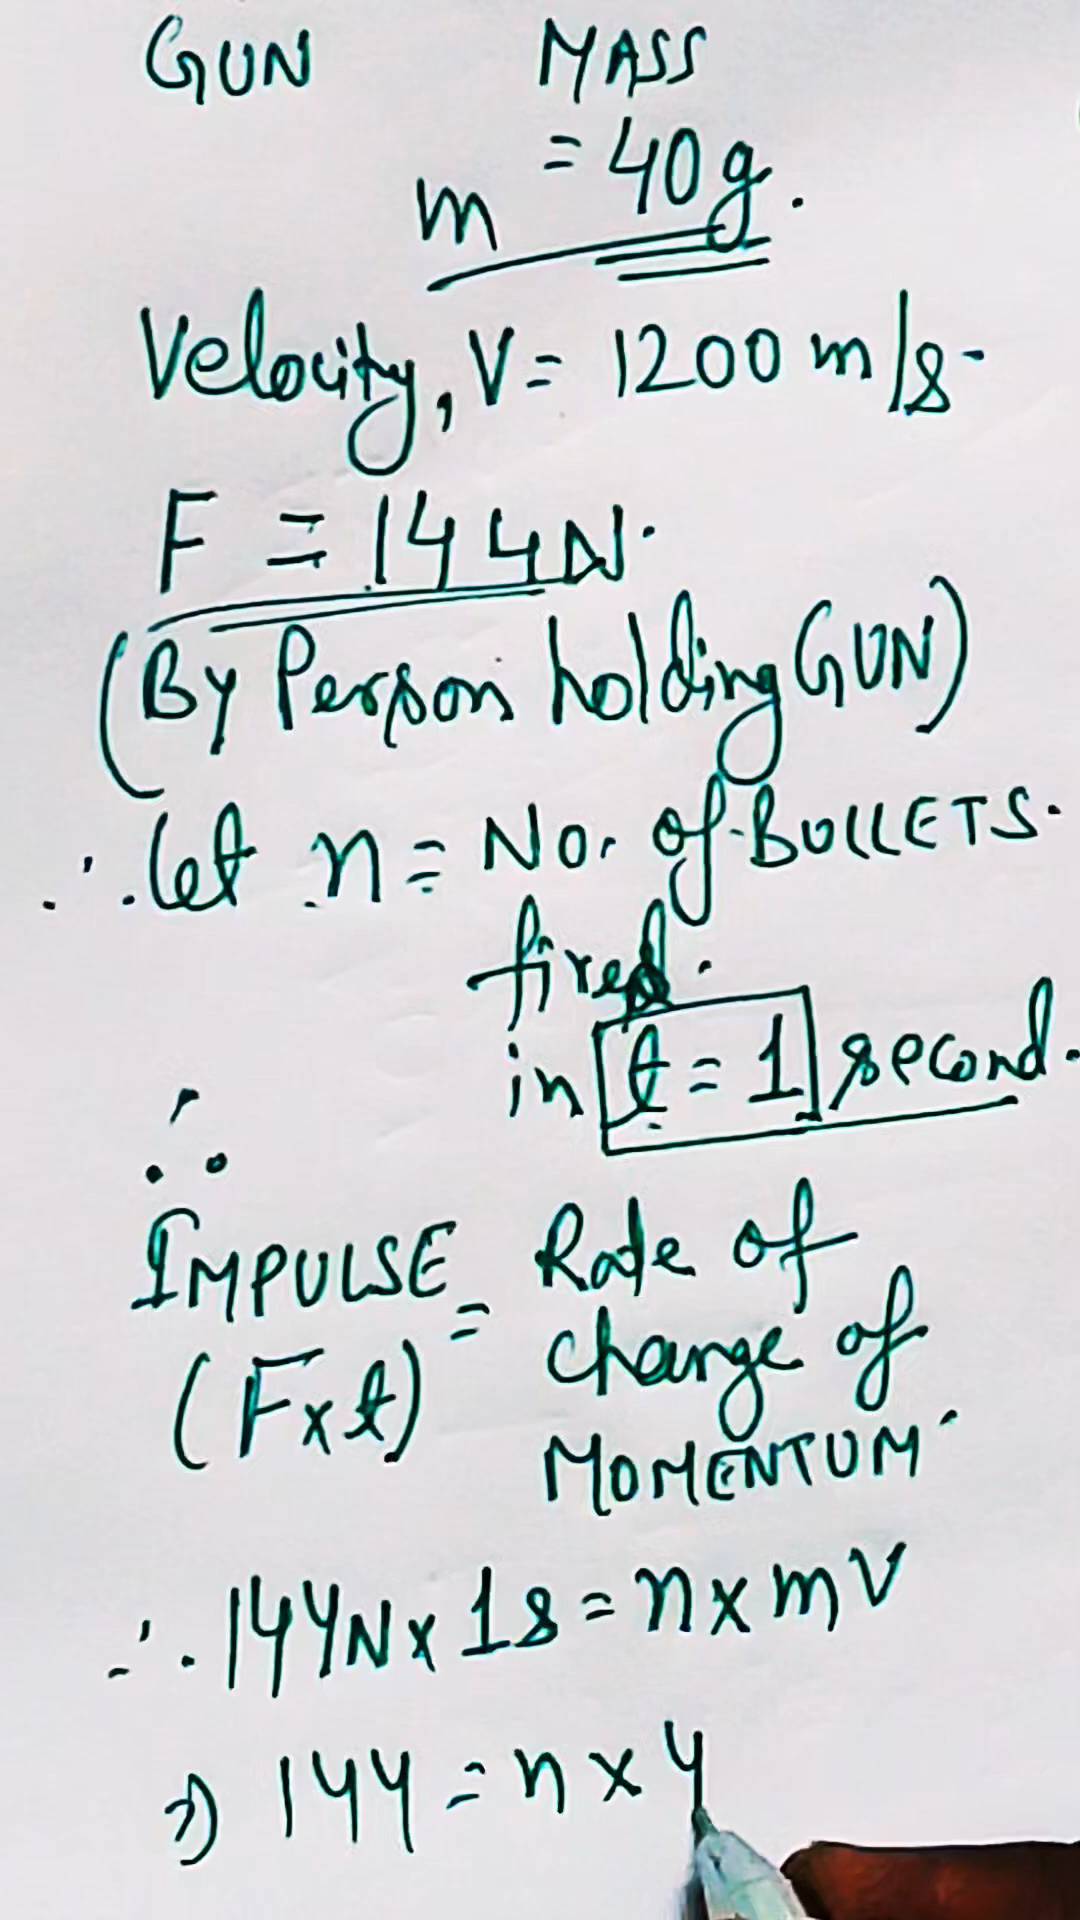 GUN MASS
= 40g.
m
Velocity, V = 1200 m/s.
F = 144N.
(By Person holding GUN)
∴ let n = No. of BULLETS.
fired.
in t = 1 second.
∴
IMPULSE = Rate of
(F×t) change of
MOMENTUM
∴ 144N × 1s = n × mV
⇒ 144 = n × 4